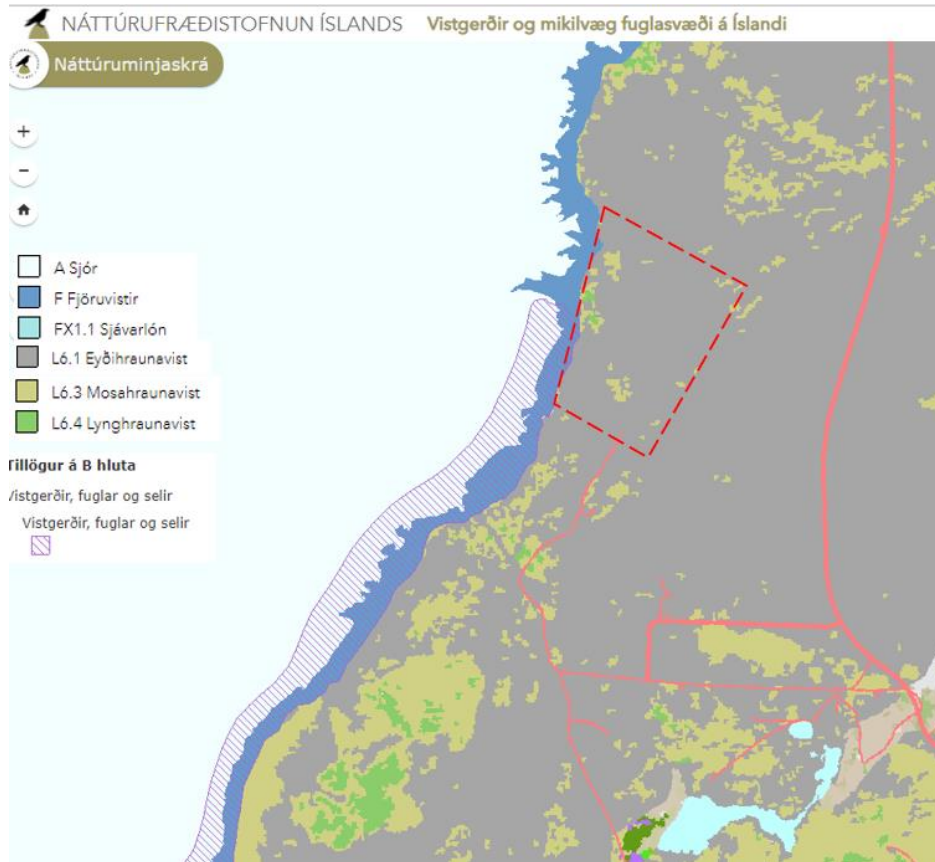 NÁTTÚRUFRÆÐISTOFNUN ÍSLANDS Vistgerðir og mikilvæg fuglasvæði á Íslandi
Náttúruminjaskrá
+
−
A Sjór
F Fjöruvistir
FX1.1 Sjávarlón
L6.1 Eyðihraunavist
L6.3 Mosahraunavist
L6.4 Lynghraunavist
Tillögur á B hluta
Vistgerðir, fuglar og selir
Vistgerðir, fuglar og selir